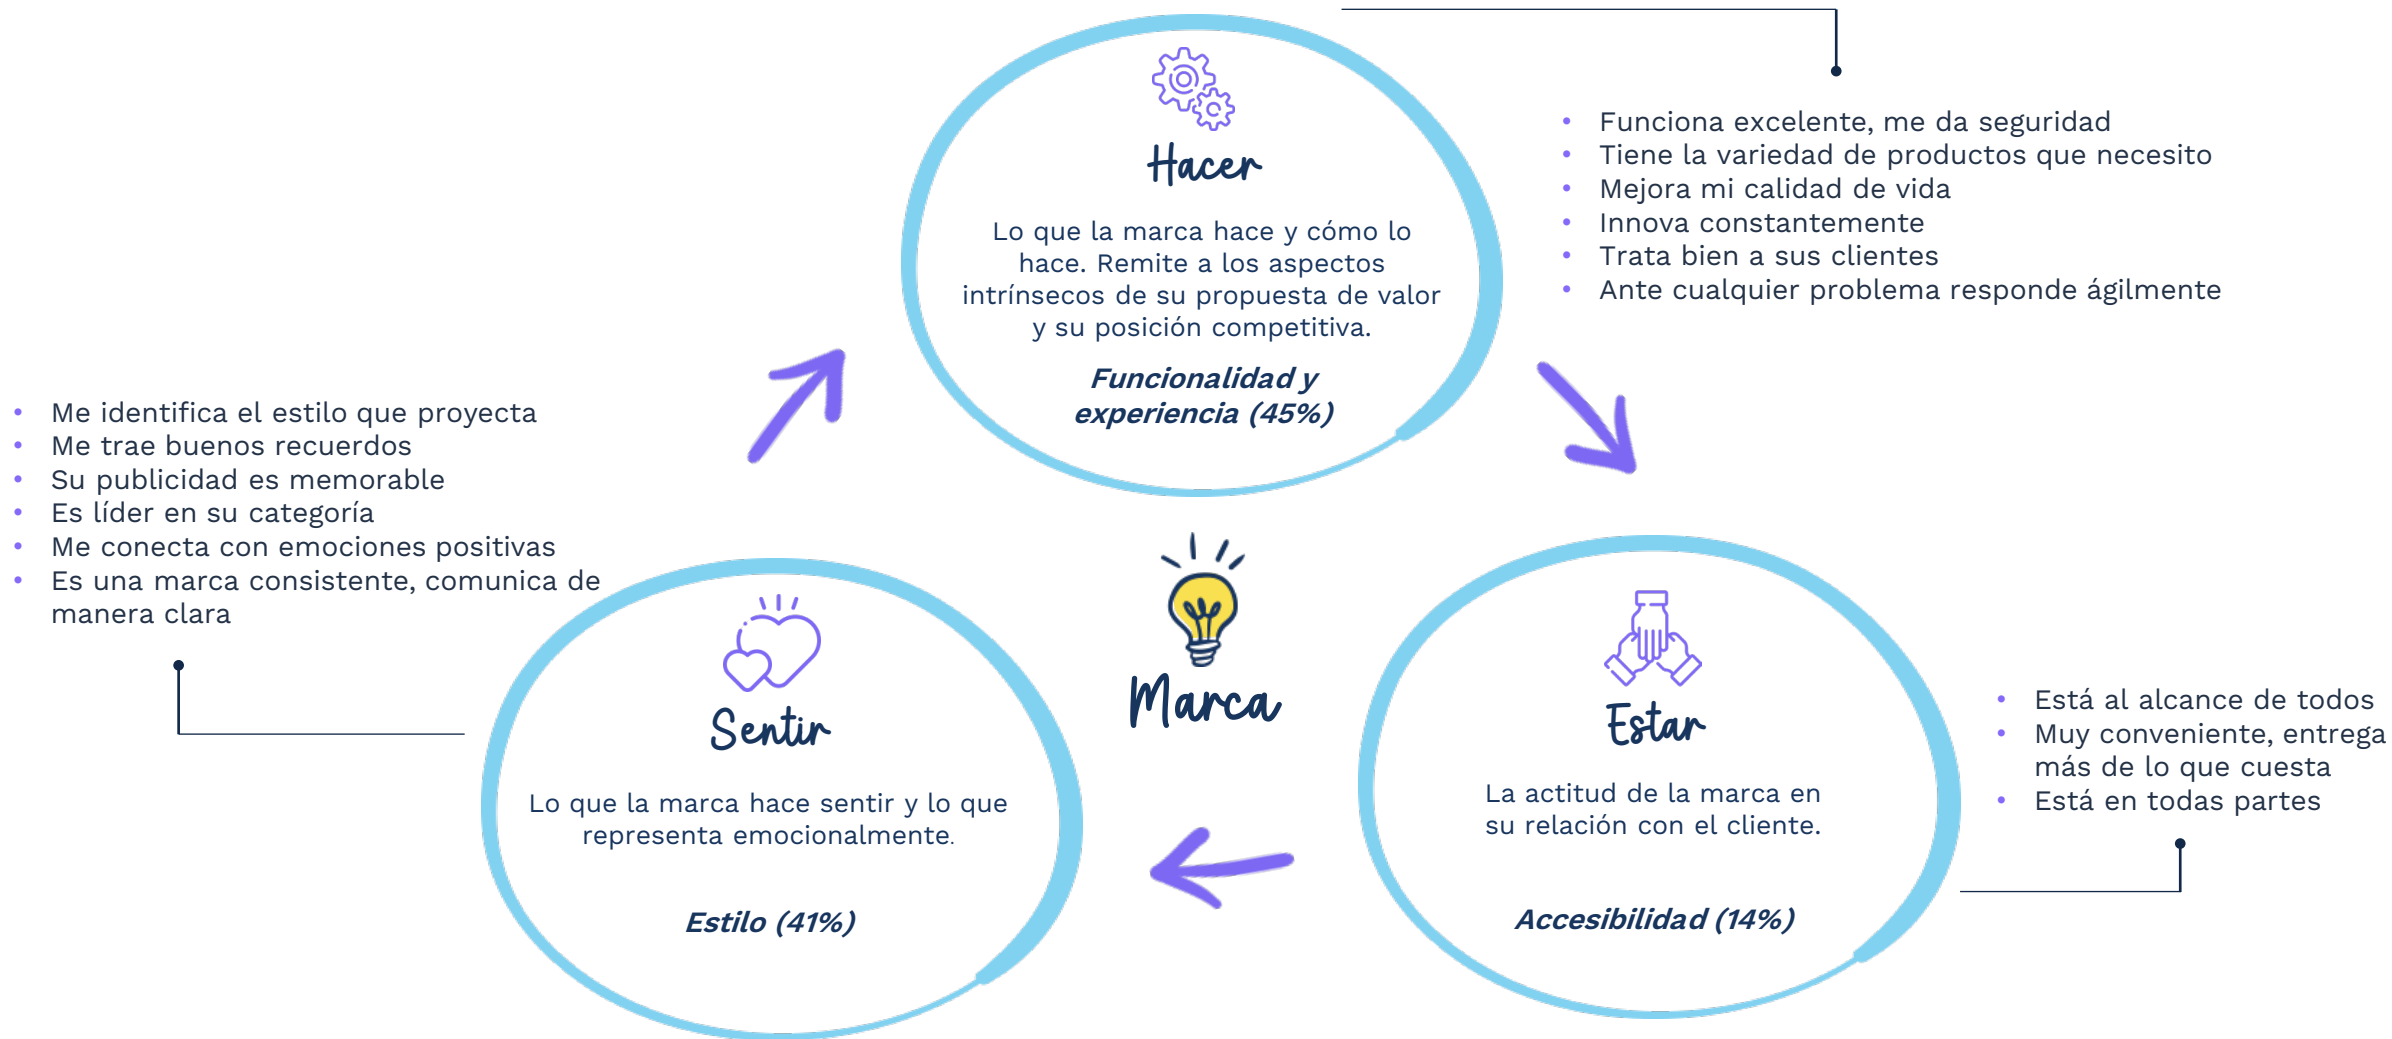 Hacer
Lo que la marca hace y cómo lo
hace. Remite a los aspectos
intrínsecos de su propuesta de valor
y su posición competitiva.
Funcionalidad y
experiencia (45%)
• Funciona excelente, me da seguridad
• Tiene la variedad de productos que necesito
• Mejora mi calidad de vida
• Innova constantemente
• Trata bien a sus clientes
• Ante cualquier problema responde ágilmente
• Me identifica el estilo que proyecta
• Me trae buenos recuerdos
• Su publicidad es memorable
• Es líder en su categoría
• Me conecta con emociones positivas
• Es una marca consistente, comunica de
manera clara
Sentir
Lo que la marca hace sentir y lo que
representa emocionalmente.
Estilo (41%)
Marca
Estar
La actitud de la marca en
su relación con el cliente.
Accesibilidad (14%)
• Está al alcance de todos
• Muy conveniente, entrega
más de lo que cuesta
• Está en todas partes